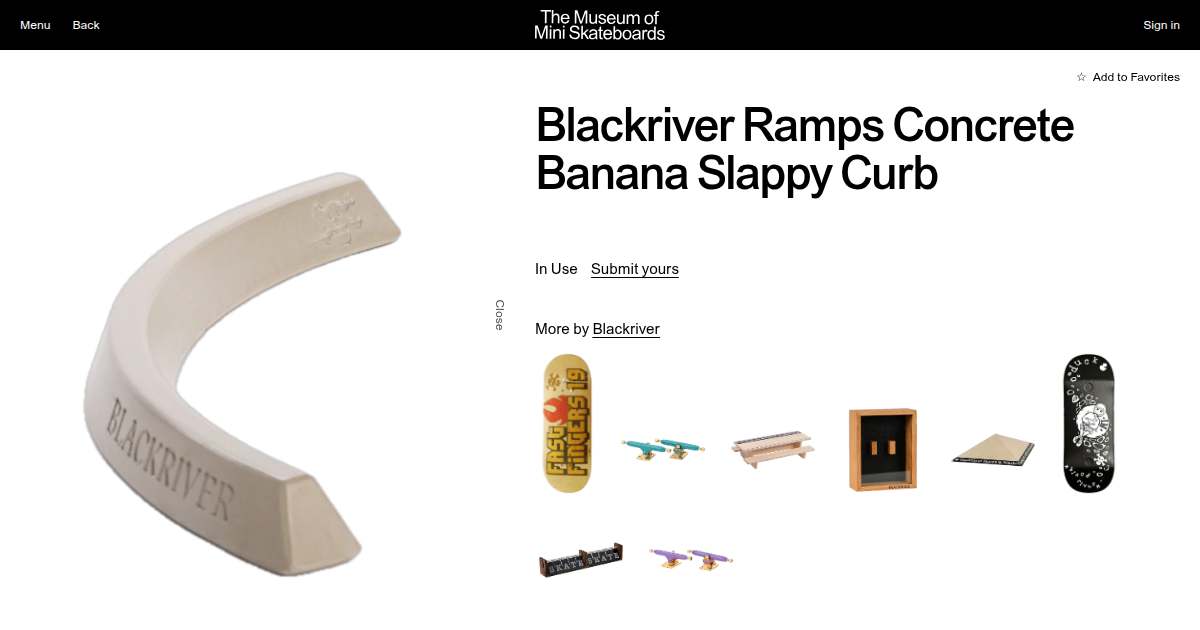 Menu
Back
The Museum of
Mini Skateboards
Sign in
☆ Add to Favorites
Blackriver Ramps Concrete
Banana Slappy Curb
BLACKRIVER
In Use
Submit yours
Close
More by Blackriver
FAST
FINGERS 19
SKATE SKATE